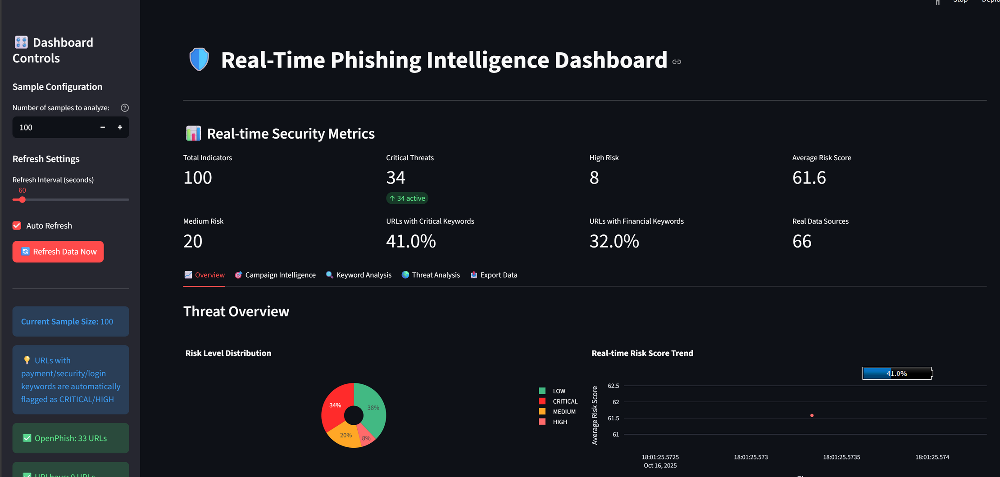 Stop
Dashboard
Controls
Sample Configuration
Number of samples to analyze:
100
Refresh Settings
Refresh Interval (seconds)
60
Auto Refresh
Refresh Data Now
Current Sample Size: 100
URLs with
payment/security/login
keywords are automatically
flagged as CRITICAL/HIGH
OpenPhish: 33 URLs
URLhaus: 0 URLs
Real-Time Phishing Intelligence Dashboard
Real-time Security Metrics
Total Indicators
100
Critical Threats
34
↑ 34 active
High Risk
8
Average Risk Score
61.6
Medium Risk
20
URLs with Critical Keywords
41.0%
URLs with Financial Keywords
32.0%
Real Data Sources
66
Overview
Campaign Intelligence
Keyword Analysis
Threat Analysis
Export Data
Threat Overview
Risk Level Distribution
34%
38%
20%
8%
LOW
CRITICAL
MEDIUM
HIGH
Real-time Risk Score Trend
41.0%
Average Risk Score
62.5
62
61.5
61
18:01:25.5725
Oct 16, 2025
18:01:25.573
18:01:25.5735
18:01:25.574